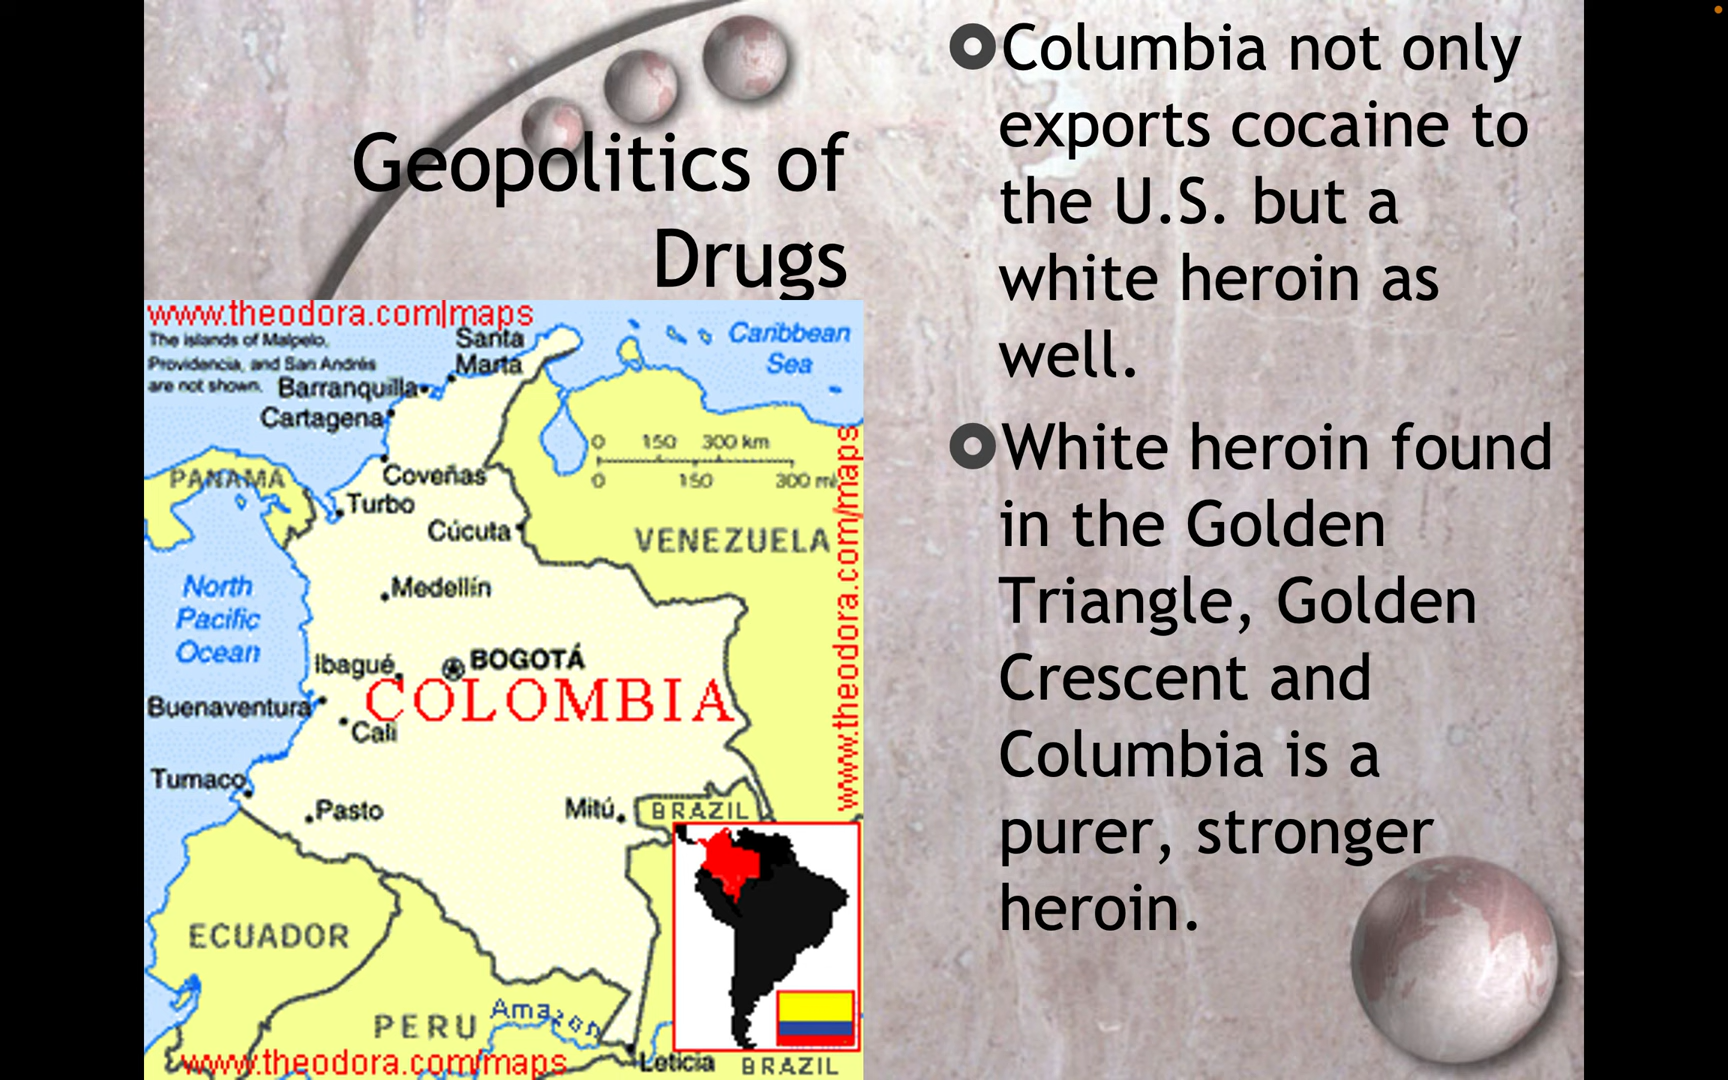 Geopolitics of
Drugs
Columbia not only
exports cocaine to
the U.S. but a
white heroin as
well.
White heroin found
in the Golden
Triangle, Golden
Crescent and
Columbia is a
purer, stronger
heroin.
www.theodora.com/maps
The islands of Malpelo,
Providencia, and San Andrés
are not shown.
Santa
Marta
Barranquilla
Cartagena
Caribbean
Sea
0 150 300 km
0 150 300 mi
PANAMA
Coveñas
Turbo
Cúcuta
VENEZUELA
www.theodora.com/maps
North
Pacific
Ocean
Medellín
Ibagué
BOGOTÁ
COLOMBIA
Buenaventura
Cali
Tumaco
Pasto
Mitú
BRAZIL
ECUADOR
PERU
Amazon
www.theodora.com/maps
Leticia
BRAZIL